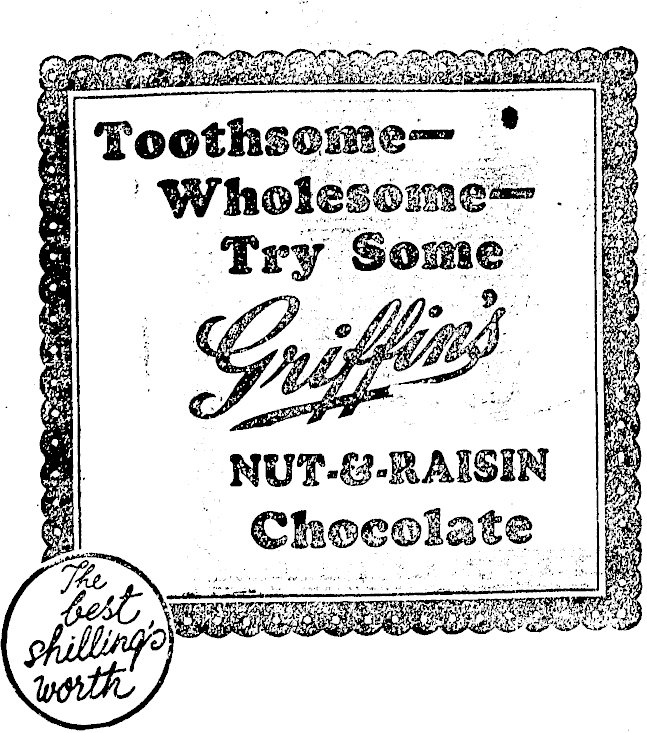 Toothsome—
Wholesome—
Try Some
Griffin's
NUT-&-RAISIN
Chocolate
The
best
shilling's
worth